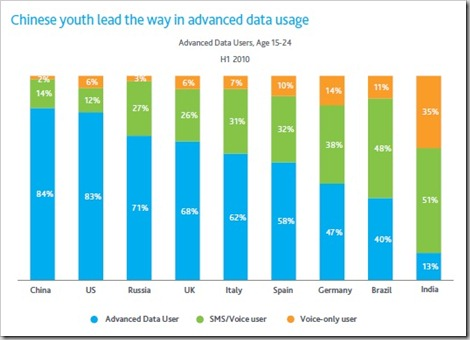 Chinese youth lead the way in advanced data usage
Advanced Data Users, Age 15-24
H1 2010
2% 6% 3% 6% 7% 10% 14% 11% 35%
14% 12% 27% 26% 31% 32% 38% 48% 51%
84% 83% 71% 68% 62% 58% 47% 40% 13%
China US Russia UK Italy Spain Germany Brazil India
Advanced Data User SMS/Voice user Voice-only user